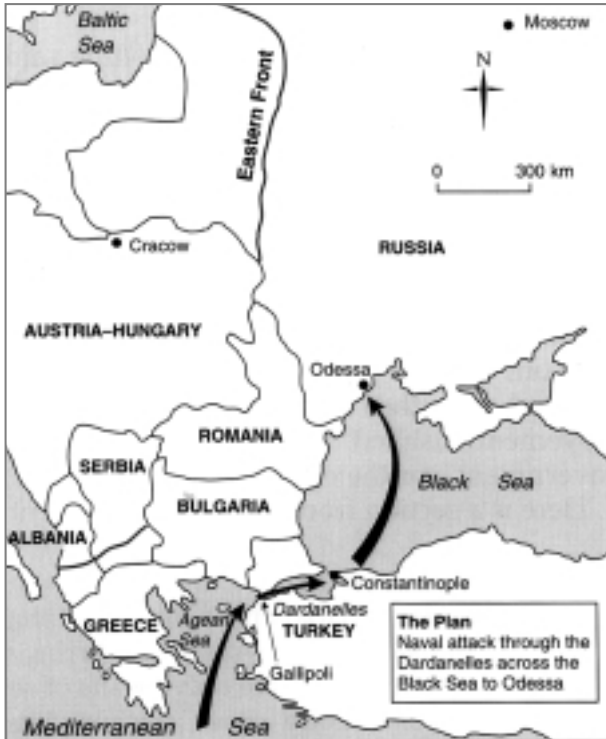 Baltic
Sea
Moscow
N
Eastern Front
0 300 km
Cracow
RUSSIA
AUSTRIA–HUNGARY
Odessa
ROMANIA
SERBIA
BULGARIA
Black Sea
ALBANIA
Constantinople
Dardanelles
GREECE
Agean
Sea
TURKEY
Gallipoli
The Plan
Naval attack through the
Dardanelles across the
Black Sea to Odessa
Mediterranean Sea